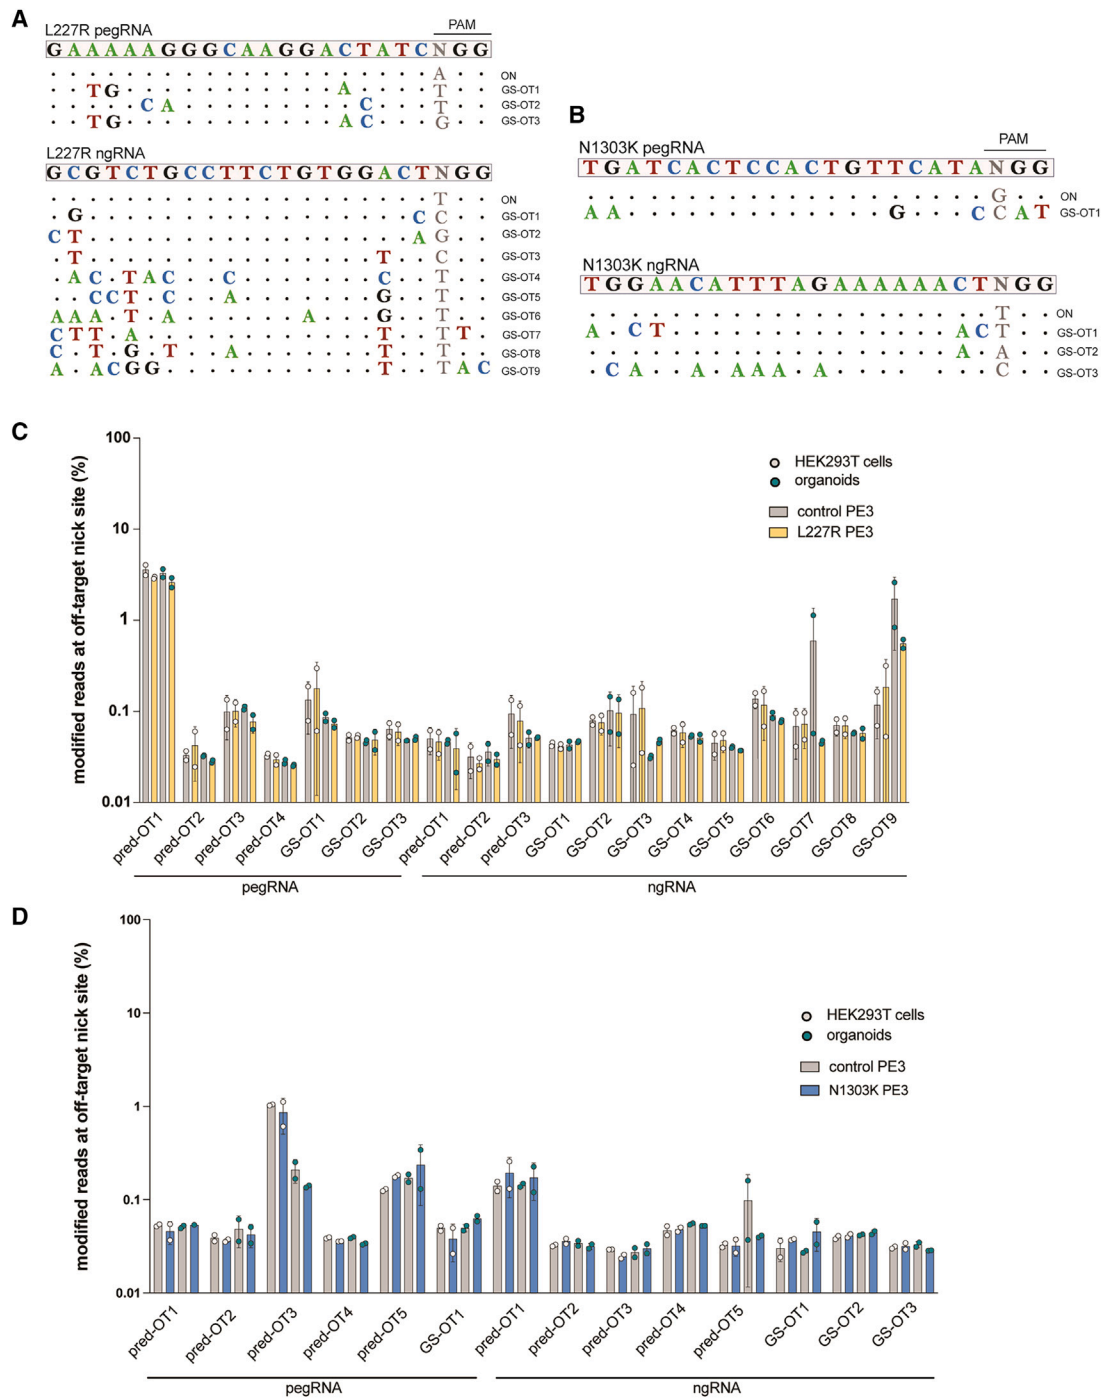 A
L227R pegRNA
PAM
G A A A A A G G G C A A G G A C T A T C N G G
. . . . . . . . . . . . . . . . . . . . A . . ON
. . T G . . . . . . . . . . . A . . . . T . . GS-OT1
. . . . . C A . . . . . . . . . C . . . T . . GS-OT2
. . T G . . . . . . . . . . . A C . . . G . . GS-OT3
L227R ngRNA
G C G T C T G C C T T C T G T G G A C T N G G
. . . . . . . . . . . . . . . . . . . . T . . ON
. G . . . . . . . . . . . . . . . . . C C . . GS-OT1
C T . . . . . . . . . . . . . . . . . A G . . GS-OT2
. T . . . . . . . . . . . . . . . T . . C . . GS-OT3
. A C . T A C . . C . . . . . . . C . . T . . GS-OT4
. . C C T . C . . A . . . . . . . G . . T . . GS-OT5
A A A . T . A . . . . . . A . . . G . . T . . GS-OT6
C T T . A . . . . . . . . . . . . T . . T T . GS-OT7
C . T . G . T . . A . . . . . . . T . . T . . GS-OT8
A . A C G G . . . . . . . . . . . T . . T A C GS-OT9
B
N1303K pegRNA
PAM
T G A T C A C T C C A C T G T T C A T A N G G
. . . . . . . . . . . . . . . . . . . . G . . ON
A A . . . . . . . . . . . . . G . . . C C A T GS-OT1
N1303K ngRNA
T G G A A C A T T T A G A A A A A A C T N G G
. . . . . . . . . . . . . . . . . . . . T . . ON
A . C T . . . . . . . . . . . . . . A C T . . GS-OT1
. . . . . . . . . . . . . . . . . . A . A . . GS-OT2
. C A . . A . A A A . A . . . . . . . . C . . GS-OT3
C
modified reads at off-target nick site (%)
100
10
1
0.1
0.01
HEK293T cells
organoids
control PE3
L227R PE3
pred-OT1 pred-OT2 pred-OT3 pred-OT4 GS-OT1 GS-OT2 GS-OT3 pred-OT1 pred-OT2 pred-OT3 GS-OT1 GS-OT2 GS-OT3 GS-OT4 GS-OT5 GS-OT6 GS-OT7 GS-OT8 GS-OT9
pegRNA
ngRNA
D
modified reads at off-target nick site (%)
100
10
1
0.1
0.01
HEK293T cells
organoids
control PE3
N1303K PE3
pred-OT1 pred-OT2 pred-OT3 pred-OT4 pred-OT5 GS-OT1 pred-OT1 pred-OT2 pred-OT3 pred-OT4 pred-OT5 GS-OT1 GS-OT2 GS-OT3
pegRNA
ngRNA